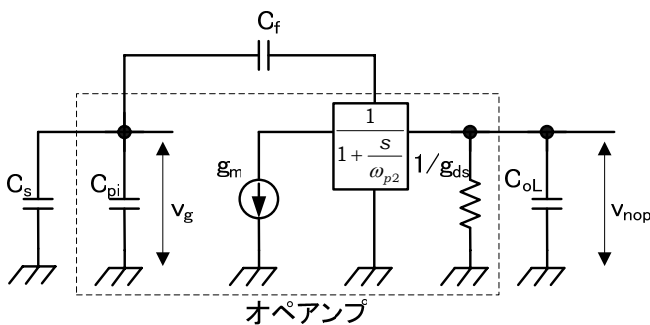 C_f
1
1+ s/ω_p2
g_m
1/g_ds
C_s
C_pi
C_oL
v_g
v_nop
オペアンプ